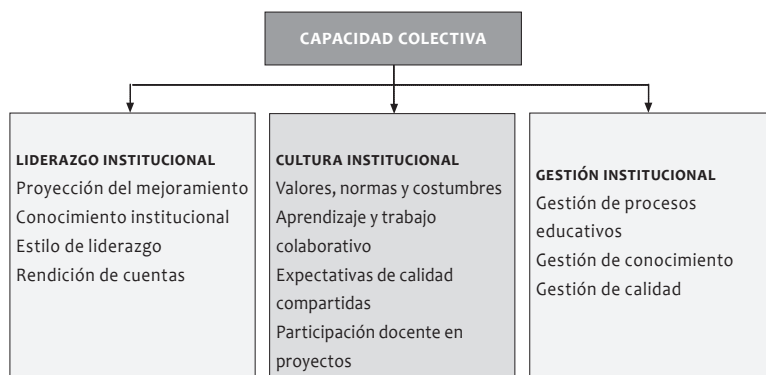 CAPACIDAD COLECTIVA
LIDERAZGO INSTITUCIONAL
Proyección del mejoramiento
Conocimiento institucional
Estilo de liderazgo
Rendición de cuentas
CULTURA INSTITUCIONAL
Valores, normas y costumbres
Aprendizaje y trabajo
colaborativo
Expectativas de calidad
compartidas
Participación docente en
proyectos
GESTIÓN INSTITUCIONAL
Gestión de procesos
educativos
Gestión de conocimiento
Gestión de calidad